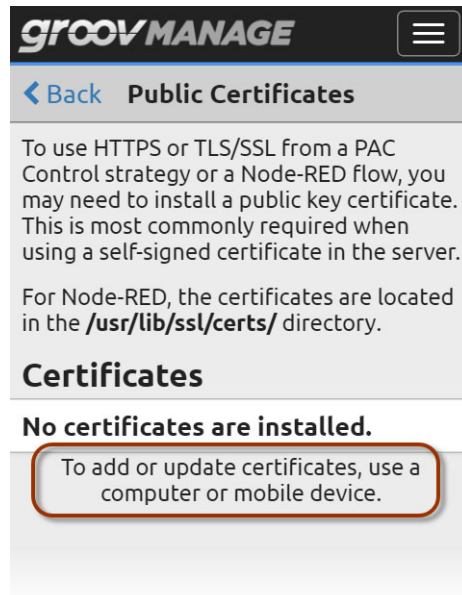 groov MANAGE
Back Public Certificates
To use HTTPS or TLS/SSL from a PAC
Control strategy or a Node-RED flow, you
may need to install a public key certificate.
This is most commonly required when
using a self-signed certificate in the server.
For Node-RED, the certificates are located
in the /usr/lib/ssl/certs/ directory.
Certificates
No certificates are installed.
To add or update certificates, use a
computer or mobile device.